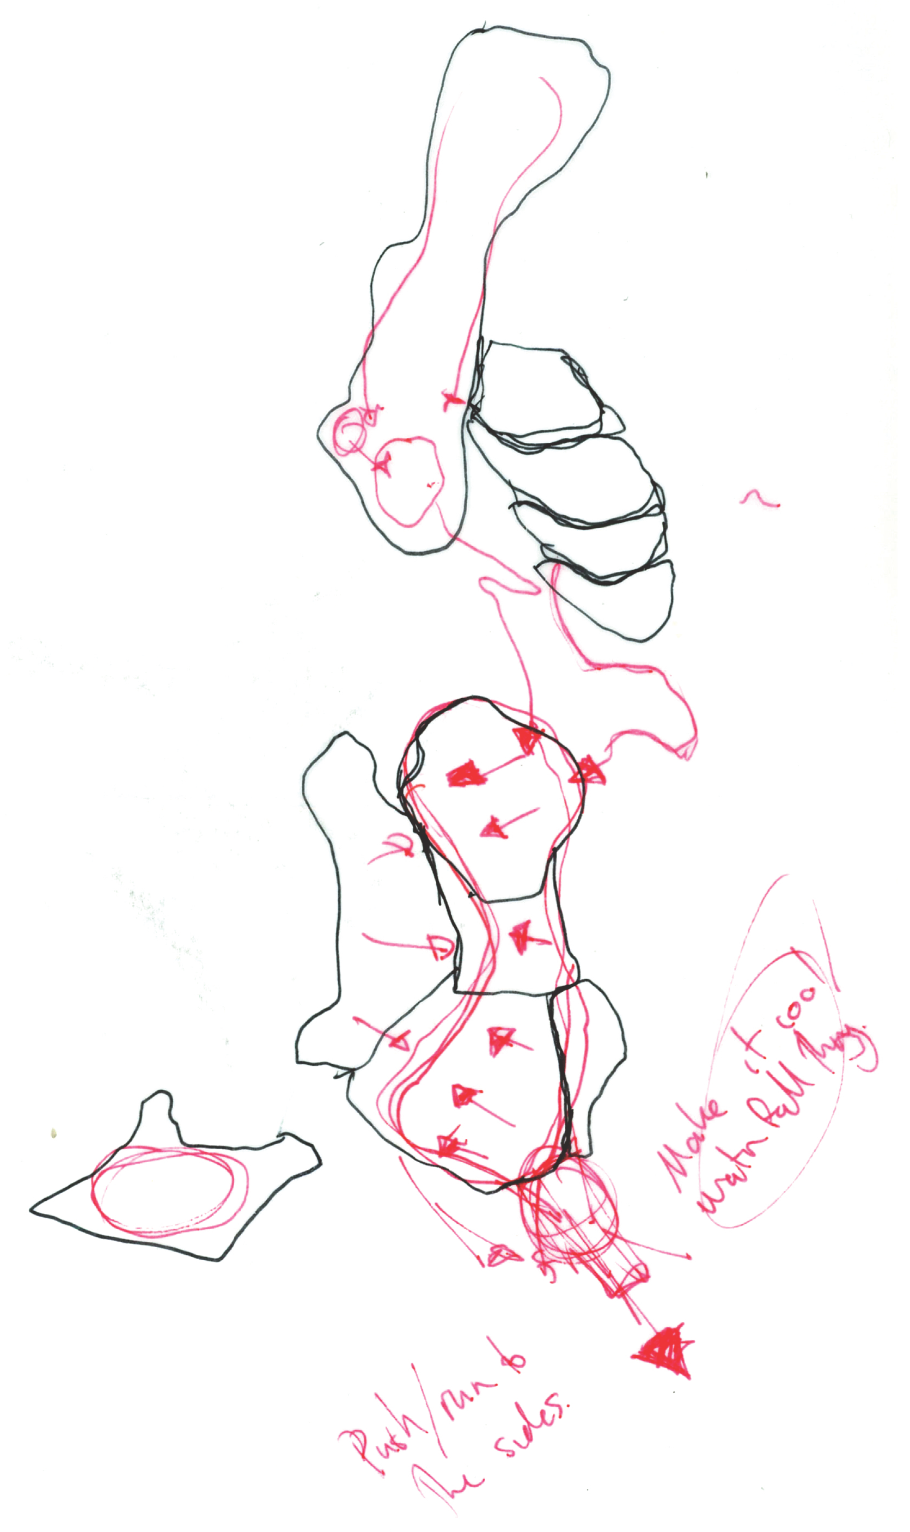 Make it cool
water fall thing.
Push/run to
The sides.